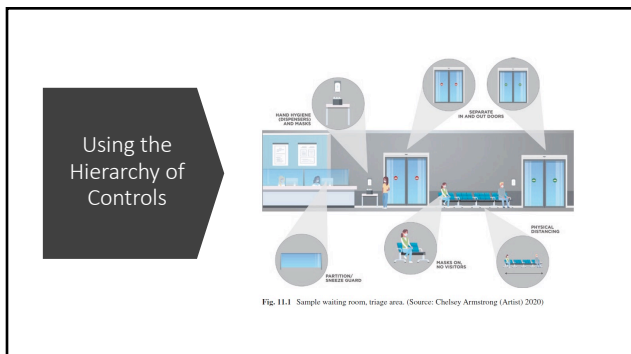 Using the
Hierarchy of
Controls
HAND HYGIENE
(DISPENSERS)
AND MASKS
SEPARATE
IN AND OUT DOORS
PARTITION/
SNEEZE GUARD
MASKS ON,
NO VISITORS
PHYSICAL
DISTANCING
Fig. 11.1 Sample waiting room, triage area. (Source: Chelsey Armstrong (Artist) 2020)